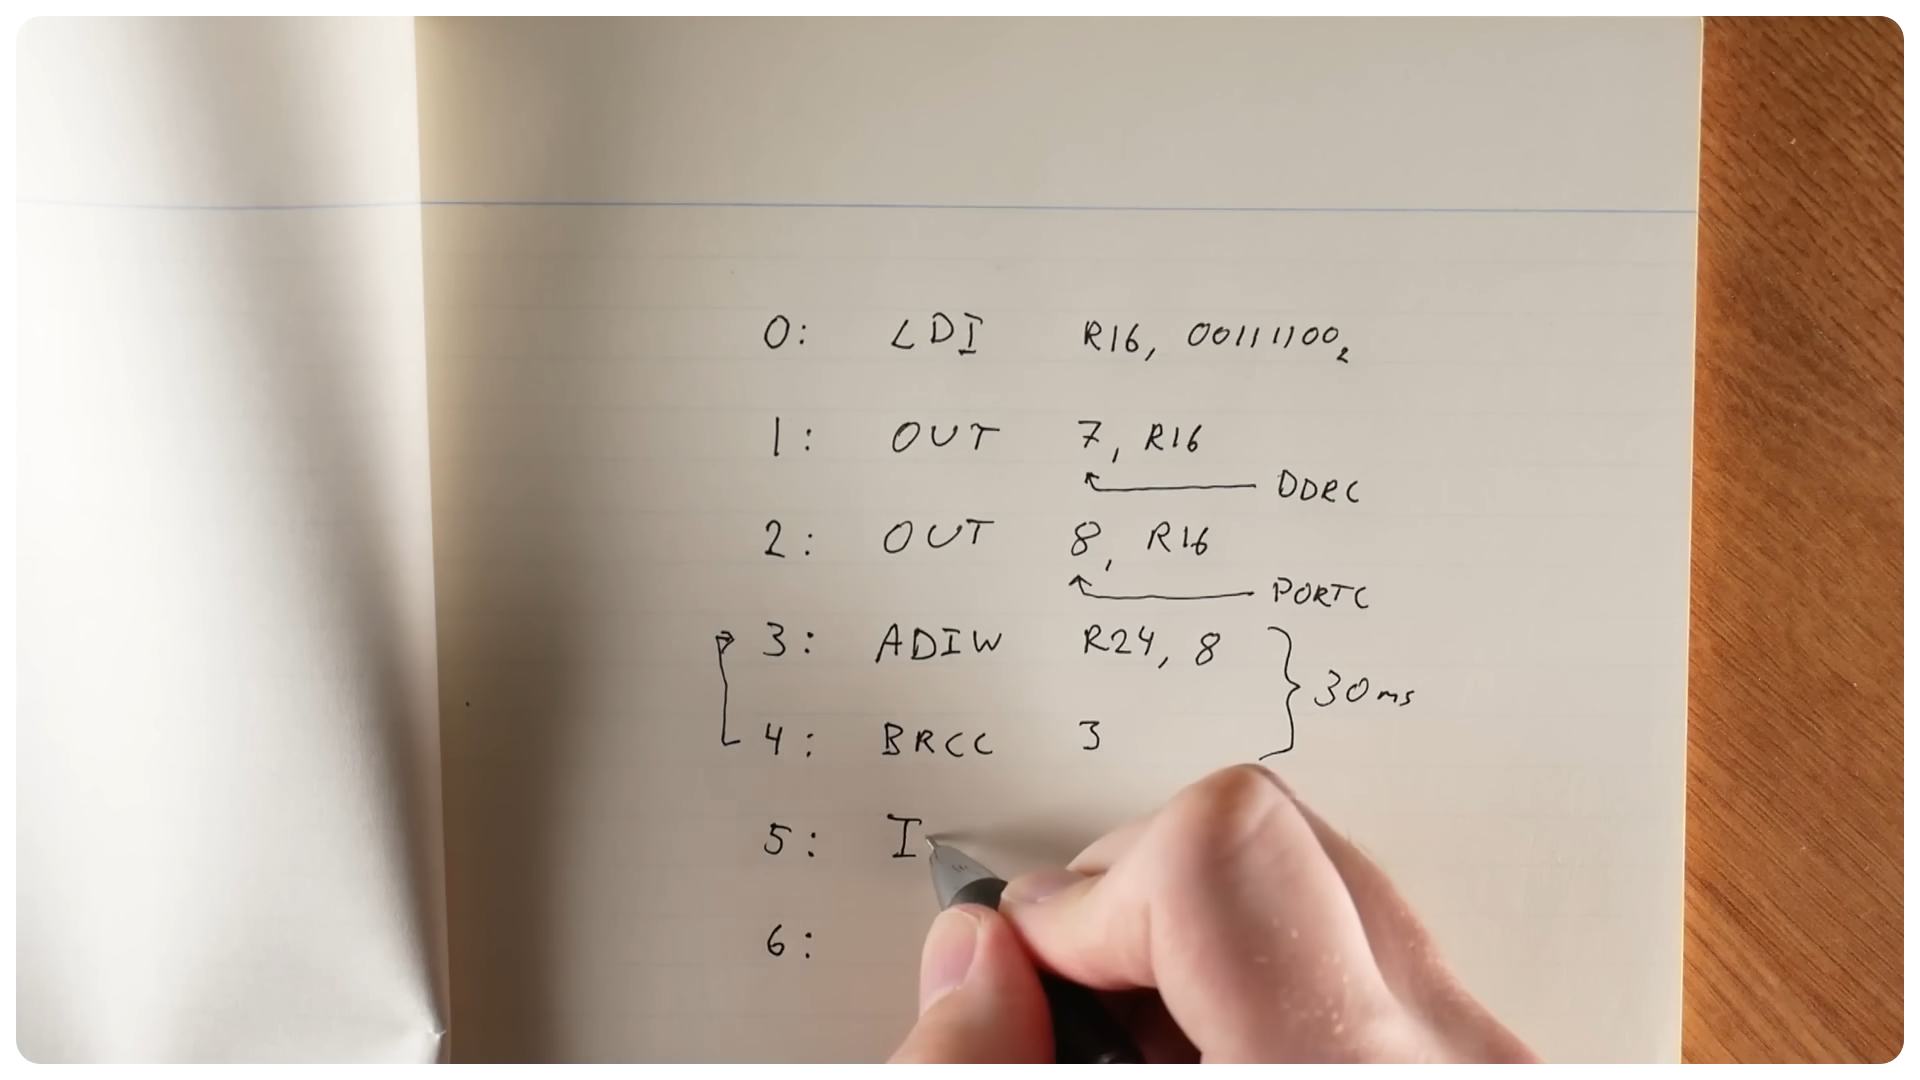 0: LDI R16, 00111100₂
1: OUT 7, R16
DDRC
2: OUT 8, R16
PORTC
3: ADIW R24, 8
4: BRCC 3
30ms
5: I
6: